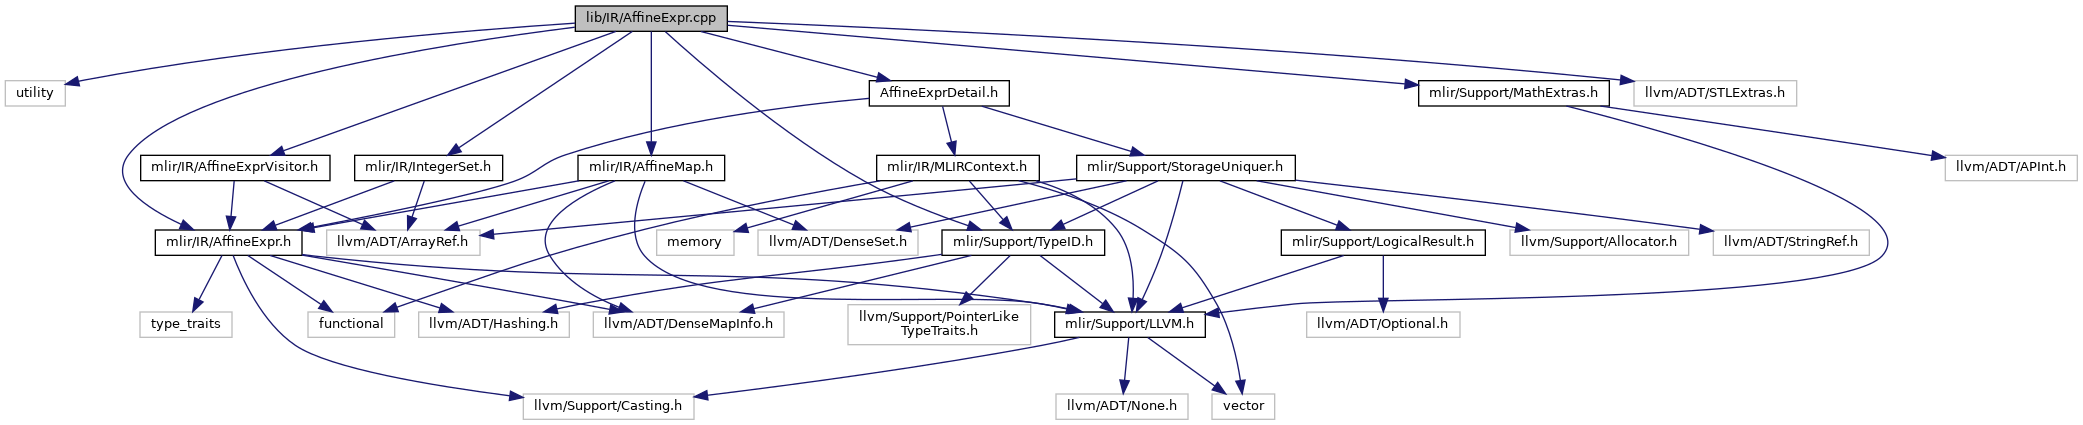 lib/IR/AffineExpr.cpp
utility
AffineExprDetail.h
mlir/Support/MathExtras.h
llvm/ADT/STLExtras.h
mlir/IR/AffineExprVisitor.h
mlir/IR/IntegerSet.h
mlir/IR/AffineMap.h
mlir/IR/MLIRContext.h
mlir/Support/StorageUniquer.h
llvm/ADT/APInt.h
mlir/IR/AffineExpr.h
llvm/ADT/ArrayRef.h
memory
llvm/ADT/DenseSet.h
mlir/Support/TypeID.h
mlir/Support/LogicalResult.h
llvm/Support/Allocator.h
llvm/ADT/StringRef.h
type_traits
functional
llvm/ADT/Hashing.h
llvm/ADT/DenseMapInfo.h
llvm/Support/PointerLike
TypeTraits.h
mlir/Support/LLVM.h
llvm/ADT/Optional.h
llvm/Support/Casting.h
llvm/ADT/None.h
vector